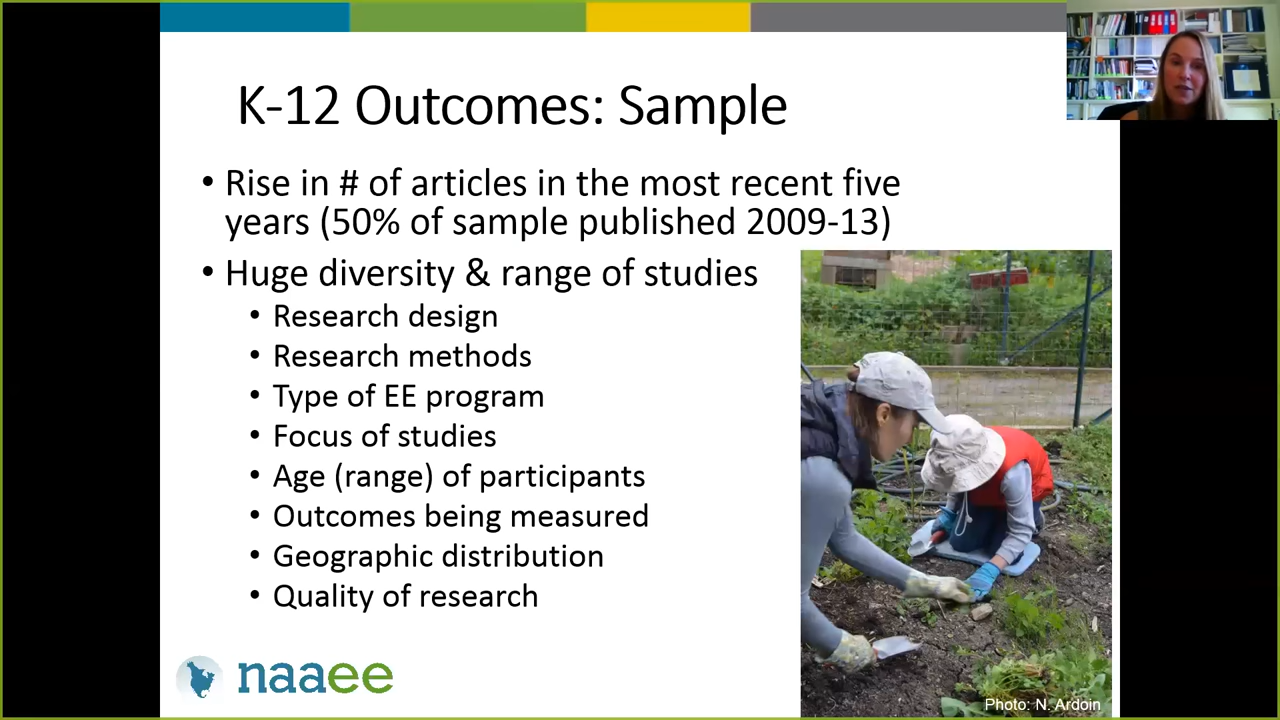 K-12 Outcomes: Sample
• Rise in # of articles in the most recent five
years (50% of sample published 2009-13)
• Huge diversity & range of studies
• Research design
• Research methods
• Type of EE program
• Focus of studies
• Age (range) of participants
• Outcomes being measured
• Geographic distribution
• Quality of research
naaee
Photo: N. Ardoin